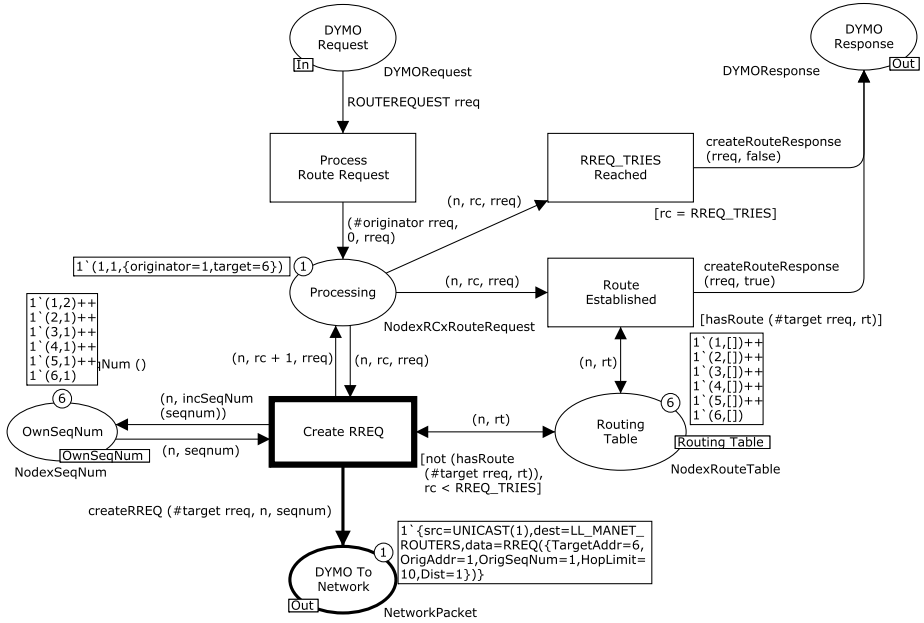 DYMO
Request
In
DYMORequest
DYMO
Response
Out
DYMOResponse
ROUTEREQUEST rreq
Process
Route Request
RREQ_TRIES
Reached
createRouteResponse
(rreq, false)
[rc = RREQ_TRIES]
(n, rc, rreq)
(#originator rreq,
0, rreq)
1`(1,1,{originator=1,target=6})
1
Processing
NodexRCxRouteRequest
(n, rc, rreq)
Route
Established
createRouteResponse
(rreq, true)
[hasRoute (#target rreq, rt)]
1`(1,2)++
1`(2,1)++
1`(3,1)++
1`(4,1)++
1`(5,1)++
1`(6,1)
qNum ()
(n, rc + 1, rreq)
(n, rc, rreq)
(n, rt)
1`(1,[])++
1`(2,[])++
1`(3,[])++
1`(4,[])++
1`(5,[])++
1`(6,[])
6
OwnSeqNum
OwnSeqNum
NodexSeqNum
(n, incSeqNum
(seqnum))
(n, seqnum)
Create RREQ
(n, rt)
[not (hasRoute
(#target rreq, rt)),
rc < RREQ_TRIES]
6
Routing
Table
Routing Table
NodexRouteTable
createRREQ (#target rreq, n, seqnum)
1
DYMO To
Network
Out
NetworkPacket
1`{src=UNICAST(1),dest=LL_MANET_
ROUTERS,data=RREQ({TargetAddr=6,
OrigAddr=1,OrigSeqNum=1,HopLimit=
10,Dist=1})}